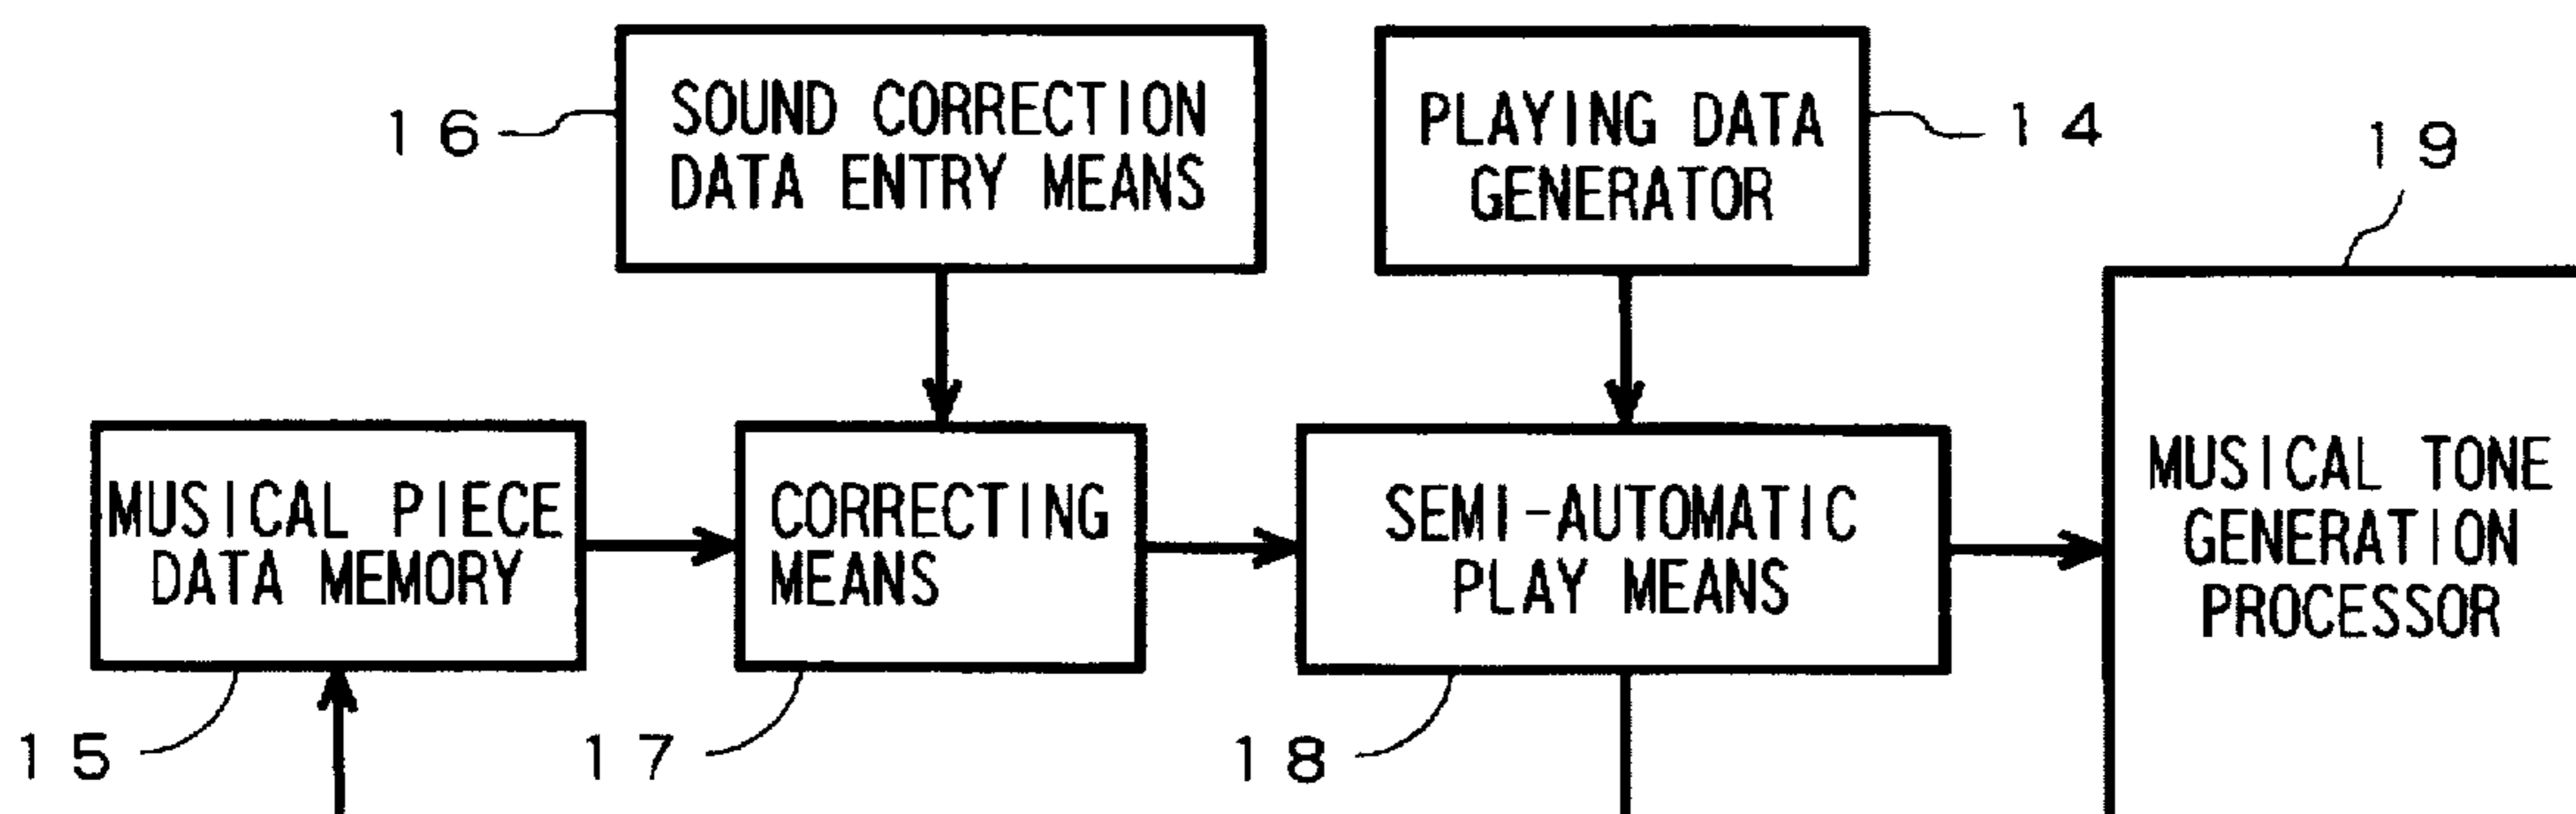 16
SOUND CORRECTION
DATA ENTRY MEANS
PLAYING DATA
GENERATOR
14
19
MUSICAL PIECE
DATA MEMORY
CORRECTING
MEANS
SEMI-AUTOMATIC
PLAY MEANS
MUSICAL TONE
GENERATION
PROCESSOR
15
17
18